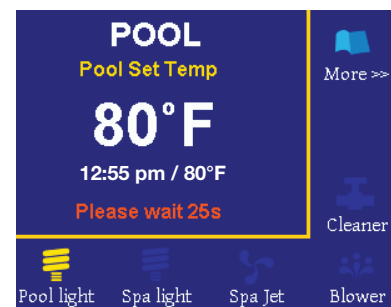 POOL
Pool Set Temp
80°F
12:55 pm / 80°F
Please wait 25s
More >>
Cleaner
Pool light
Spa light
Spa Jet
Blower